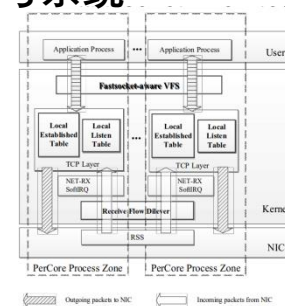 Application Process ... Application Process
User
Fastsocket-aware VFS
Local Established Table
Local Listen Table
...
Local Established Table
Local Listen Table
TCP Layer
TCP Layer
NET-RX SoftIRQ
NET-RX SoftIRQ
Kerne
Receive Flow Diliever
RSS
NIC
PerCore Process Zone
PerCore Process Zone
Outgoing packets to NIC
Incoming packets from NIC